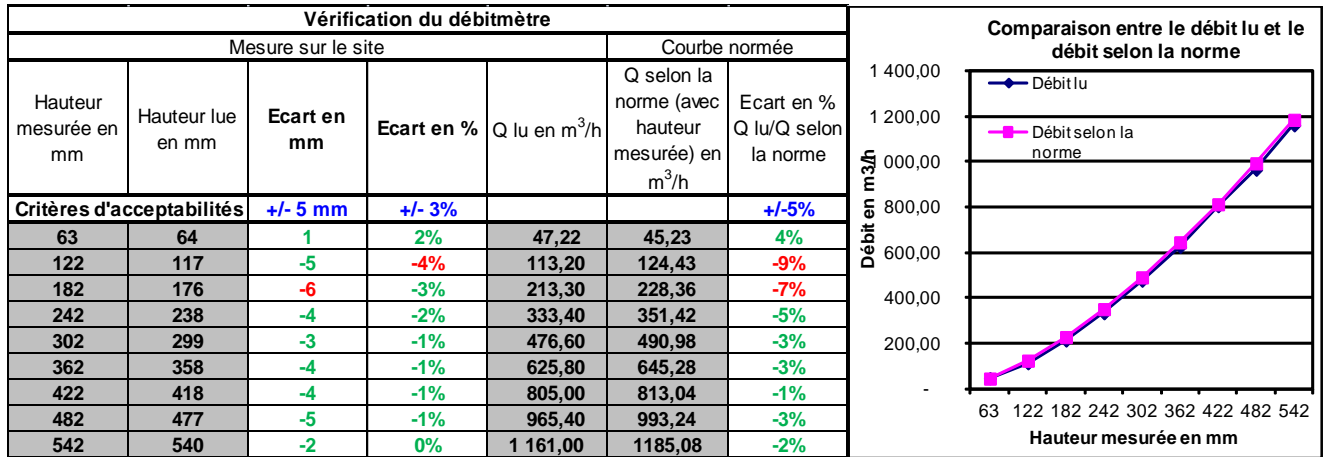 Vérification du débitmètre
Mesure sur le site
Courbe normée
Hauteur mesurée en mm
Hauteur lue en mm
Ecart en mm
Ecart en %
Q lu en m³/h
Q selon la norme (avec hauteur mesurée) en m³/h
Ecart en % Q lu/Q selon la norme
Critères d'acceptabilités +/- 5 mm +/- 3% +/-5%
63 64 1 2% 47,22 45,23 4%
122 117 -5 -4% 113,20 124,43 -9%
182 176 -6 -3% 213,30 228,36 -7%
242 238 -4 -2% 333,40 351,42 -5%
302 299 -3 -1% 476,60 490,98 -3%
362 358 -4 -1% 625,80 645,28 -3%
422 418 -4 -1% 805,00 813,04 -1%
482 477 -5 -1% 965,40 993,24 -3%
542 540 -2 0% 1 161,00 1185,08 -2%
Comparaison entre le débit lu et le
débit selon la norme
Débit lu
Débit selon la
norme
Débit en m3/h
1 400,00
1 200,00
1 000,00
800,00
600,00
400,00
200,00
-
63 122 182 242 302 362 422 482 542
Hauteur mesurée en mm